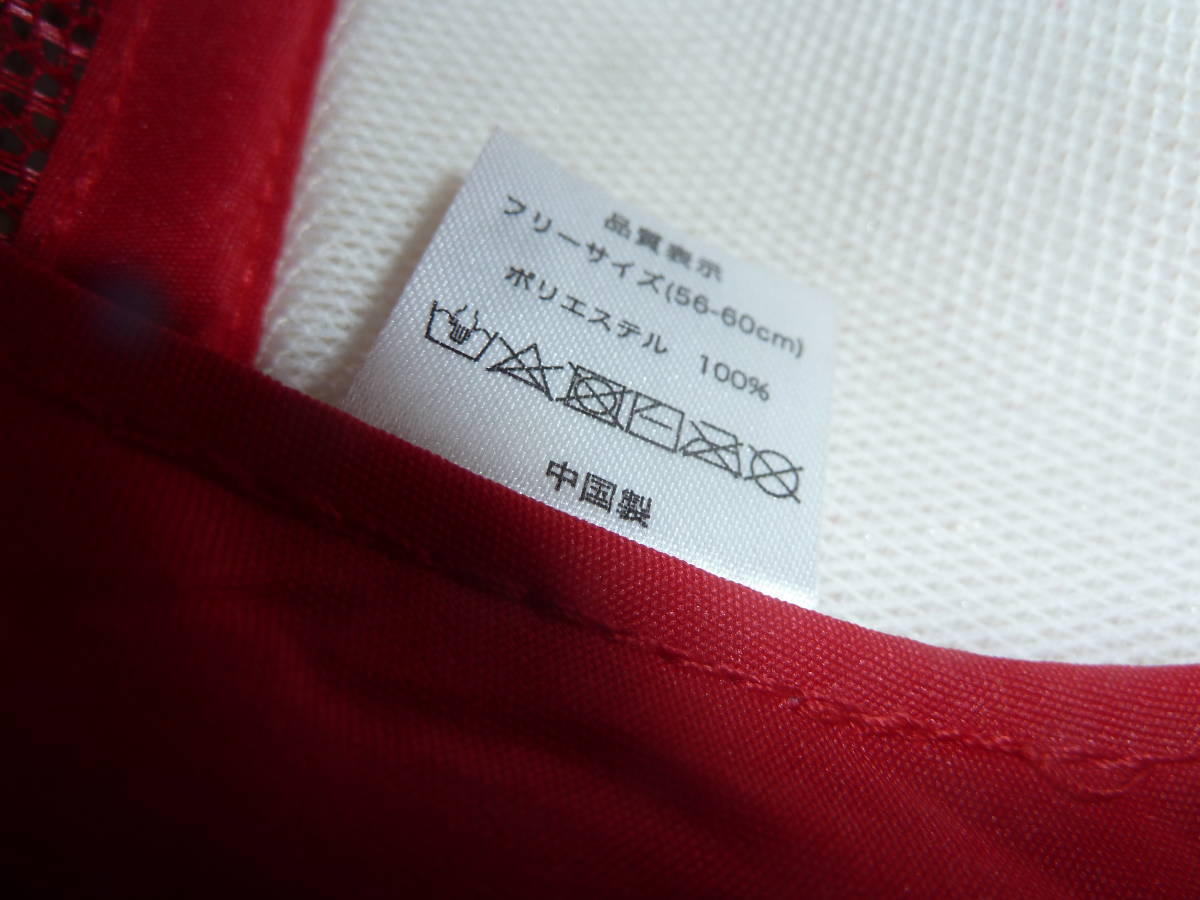 品質表示
フリーサイズ(56-60cm)
ポリエステル 100%
中国製